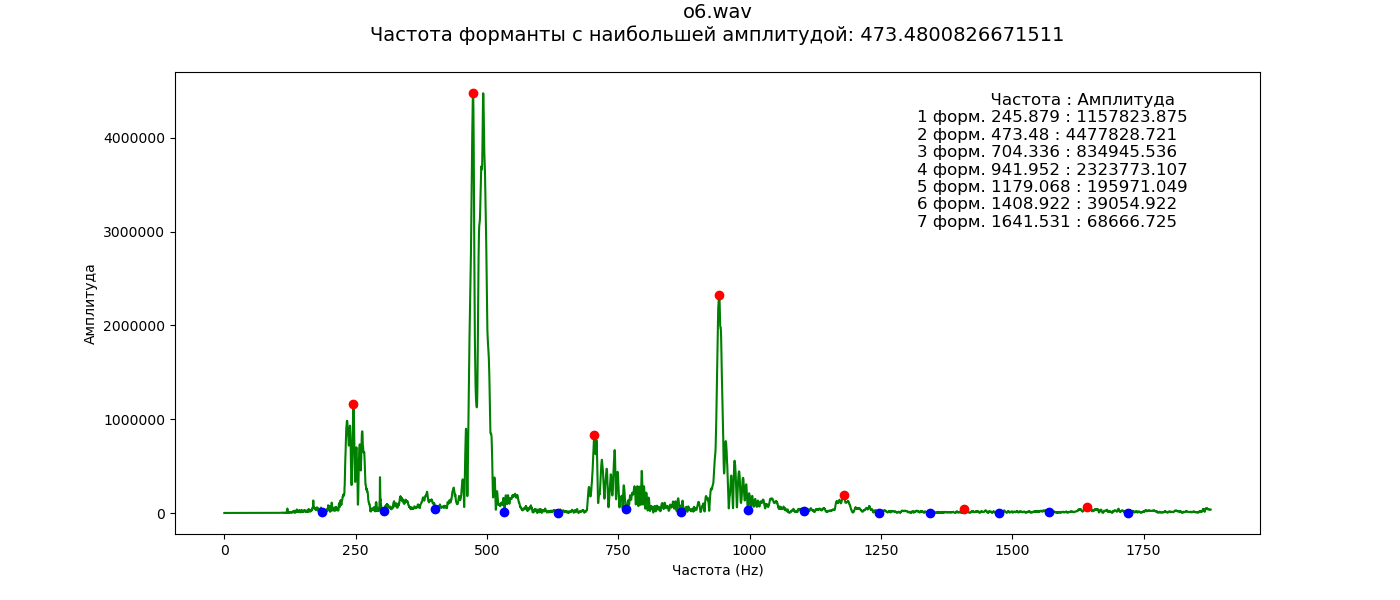 o6.wav
Частота форманты с наибольшей амплитудой: 473.4800826671511
Частота : Амплитуда
1 форм. 245.879 : 1157823.875
2 форм. 473.48 : 4477828.721
3 форм. 704.336 : 834945.536
4 форм. 941.952 : 2323773.107
5 форм. 1179.068 : 195971.049
6 форм. 1408.922 : 39054.922
7 форм. 1641.531 : 68666.725
Амплитуда
4000000
3000000
2000000
1000000
0
0 250 500 750 1000 1250 1500 1750
Частота (Hz)